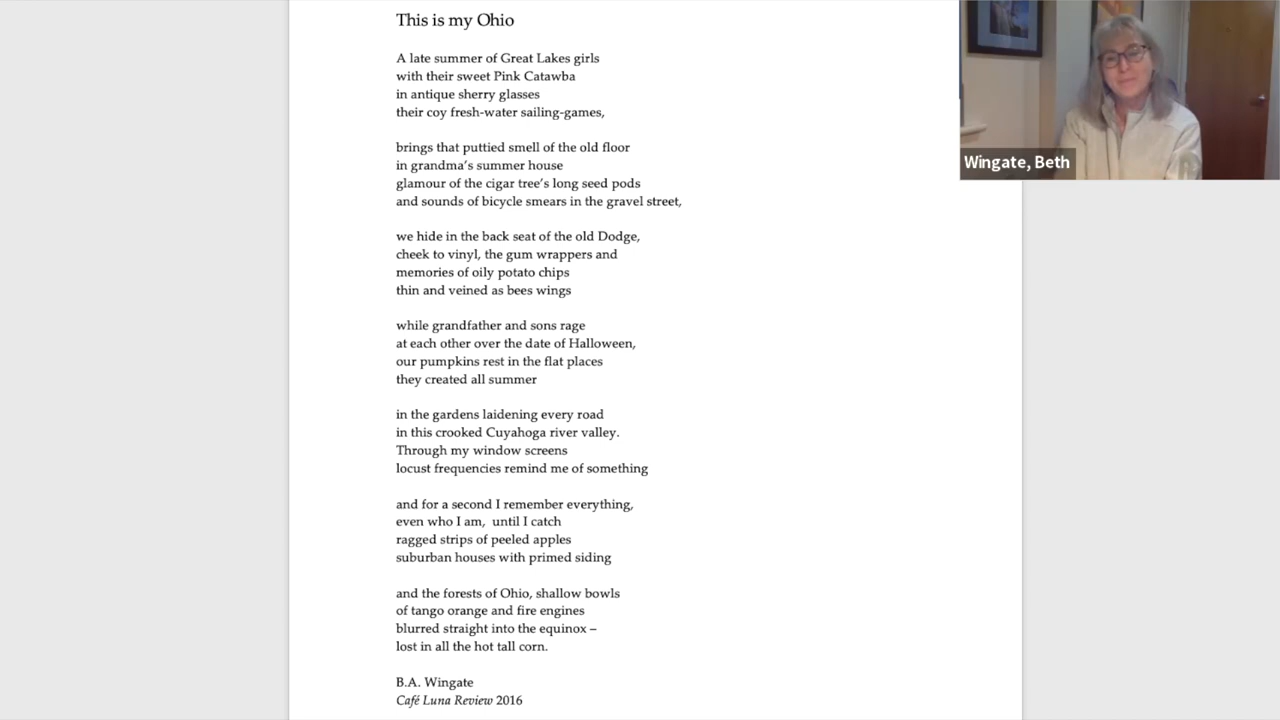 This is my Ohio
A late summer of Great Lakes girls
with their sweet Pink Catawba
in antique sherry glasses
their coy fresh-water sailing-games,
brings that puttied smell of the old floor
in grandma's summer house
glamour of the cigar tree's long seed pods
and sounds of bicycle smears in the gravel street,
we hide in the back seat of the old Dodge,
cheek to vinyl, the gum wrappers and
memories of oily potato chips
thin and veined as bees wings
while grandfather and sons rage
at each other over the date of Halloween,
our pumpkins rest in the flat places
they created all summer
in the gardens laidening every road
in this crooked Cuyahoga river valley.
Through my window screens
locust frequencies remind me of something
and for a second I remember everything,
even who I am,  until I catch
ragged strips of peeled apples
suburban houses with primed siding
and the forests of Ohio, shallow bowls
of tango orange and fire engines
blurred straight into the equinox –
lost in all the hot tall corn.
B.A. Wingate
Café Luna Review 2016
Wingate, Beth